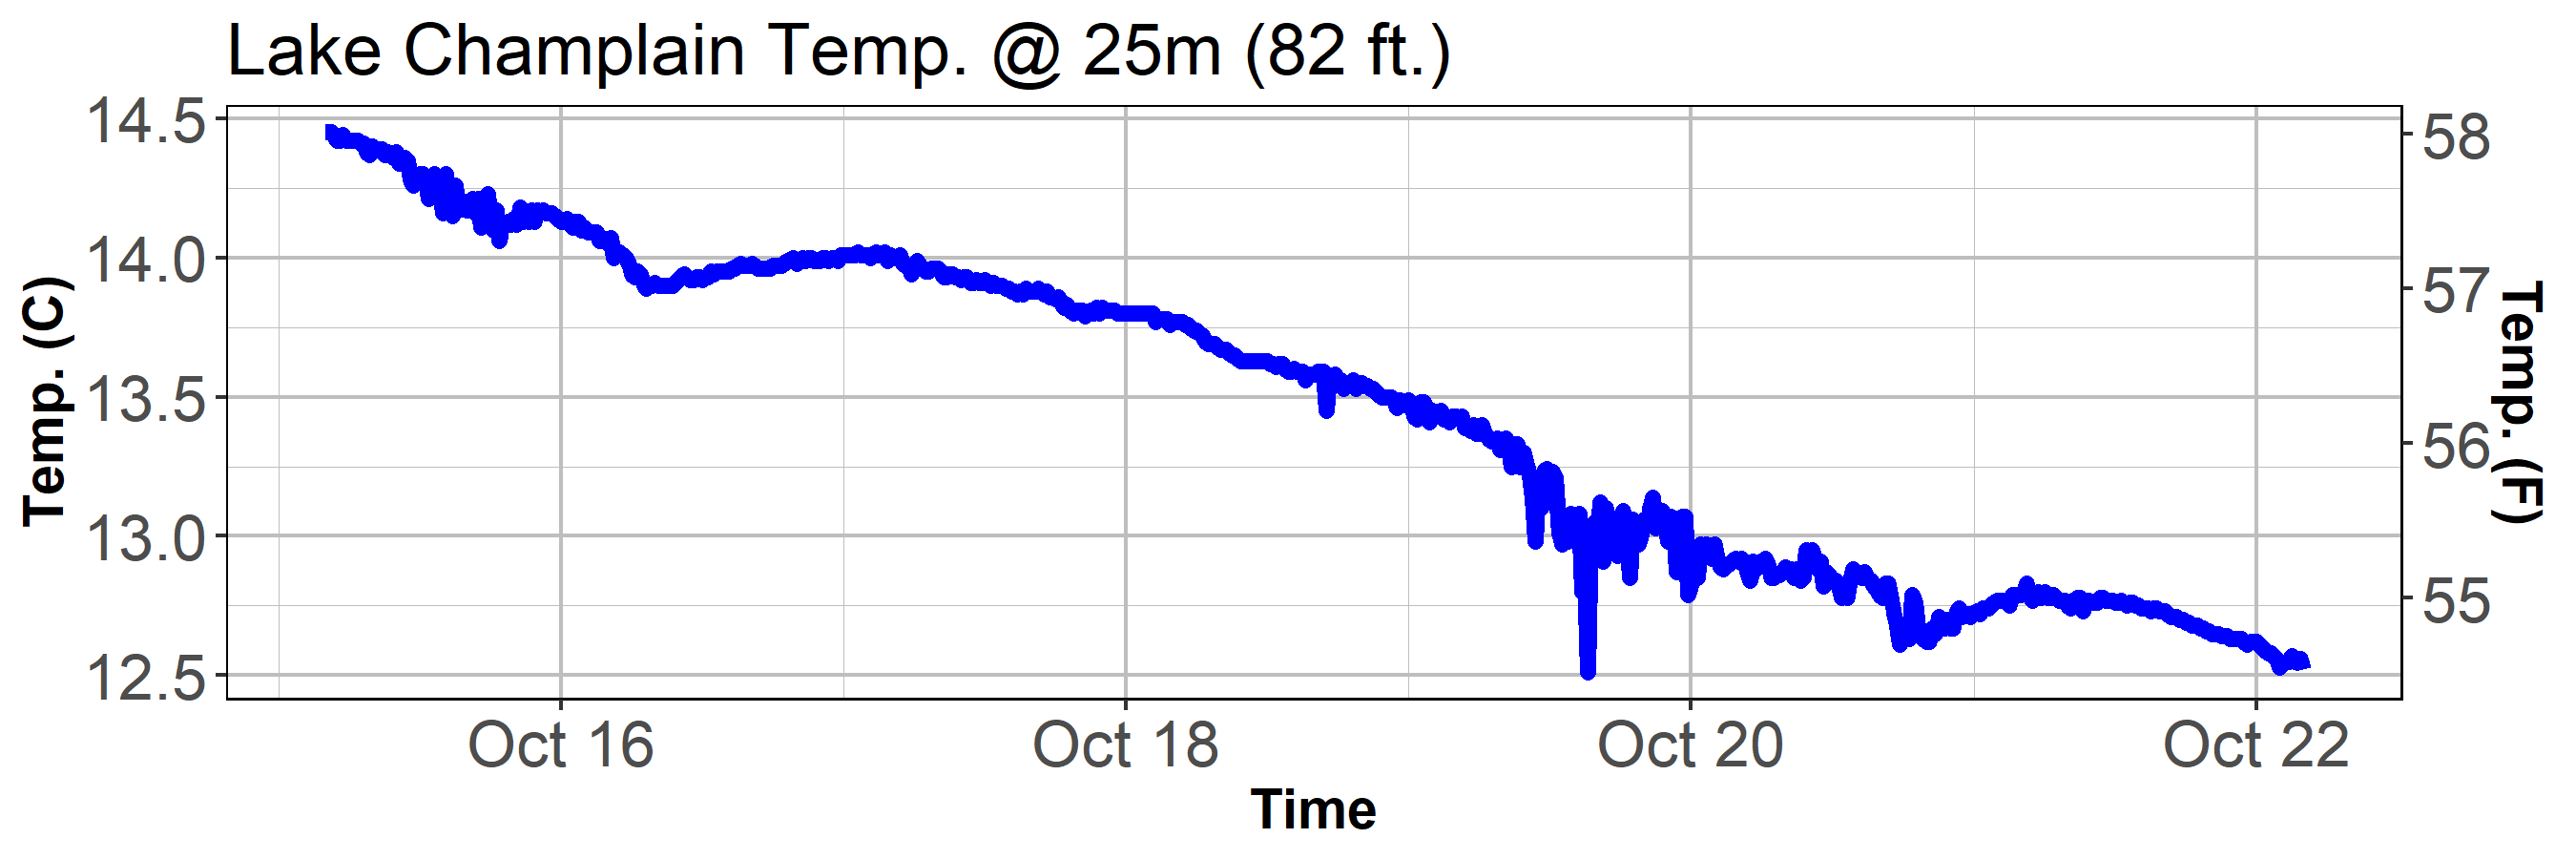 Lake Champlain Temp. @ 25m (82 ft.)
Temp. (C)
14.5
14.0
13.5
13.0
12.5
58
57
56
55
Temp. (F)
Oct 16
Oct 18
Oct 20
Oct 22
Time